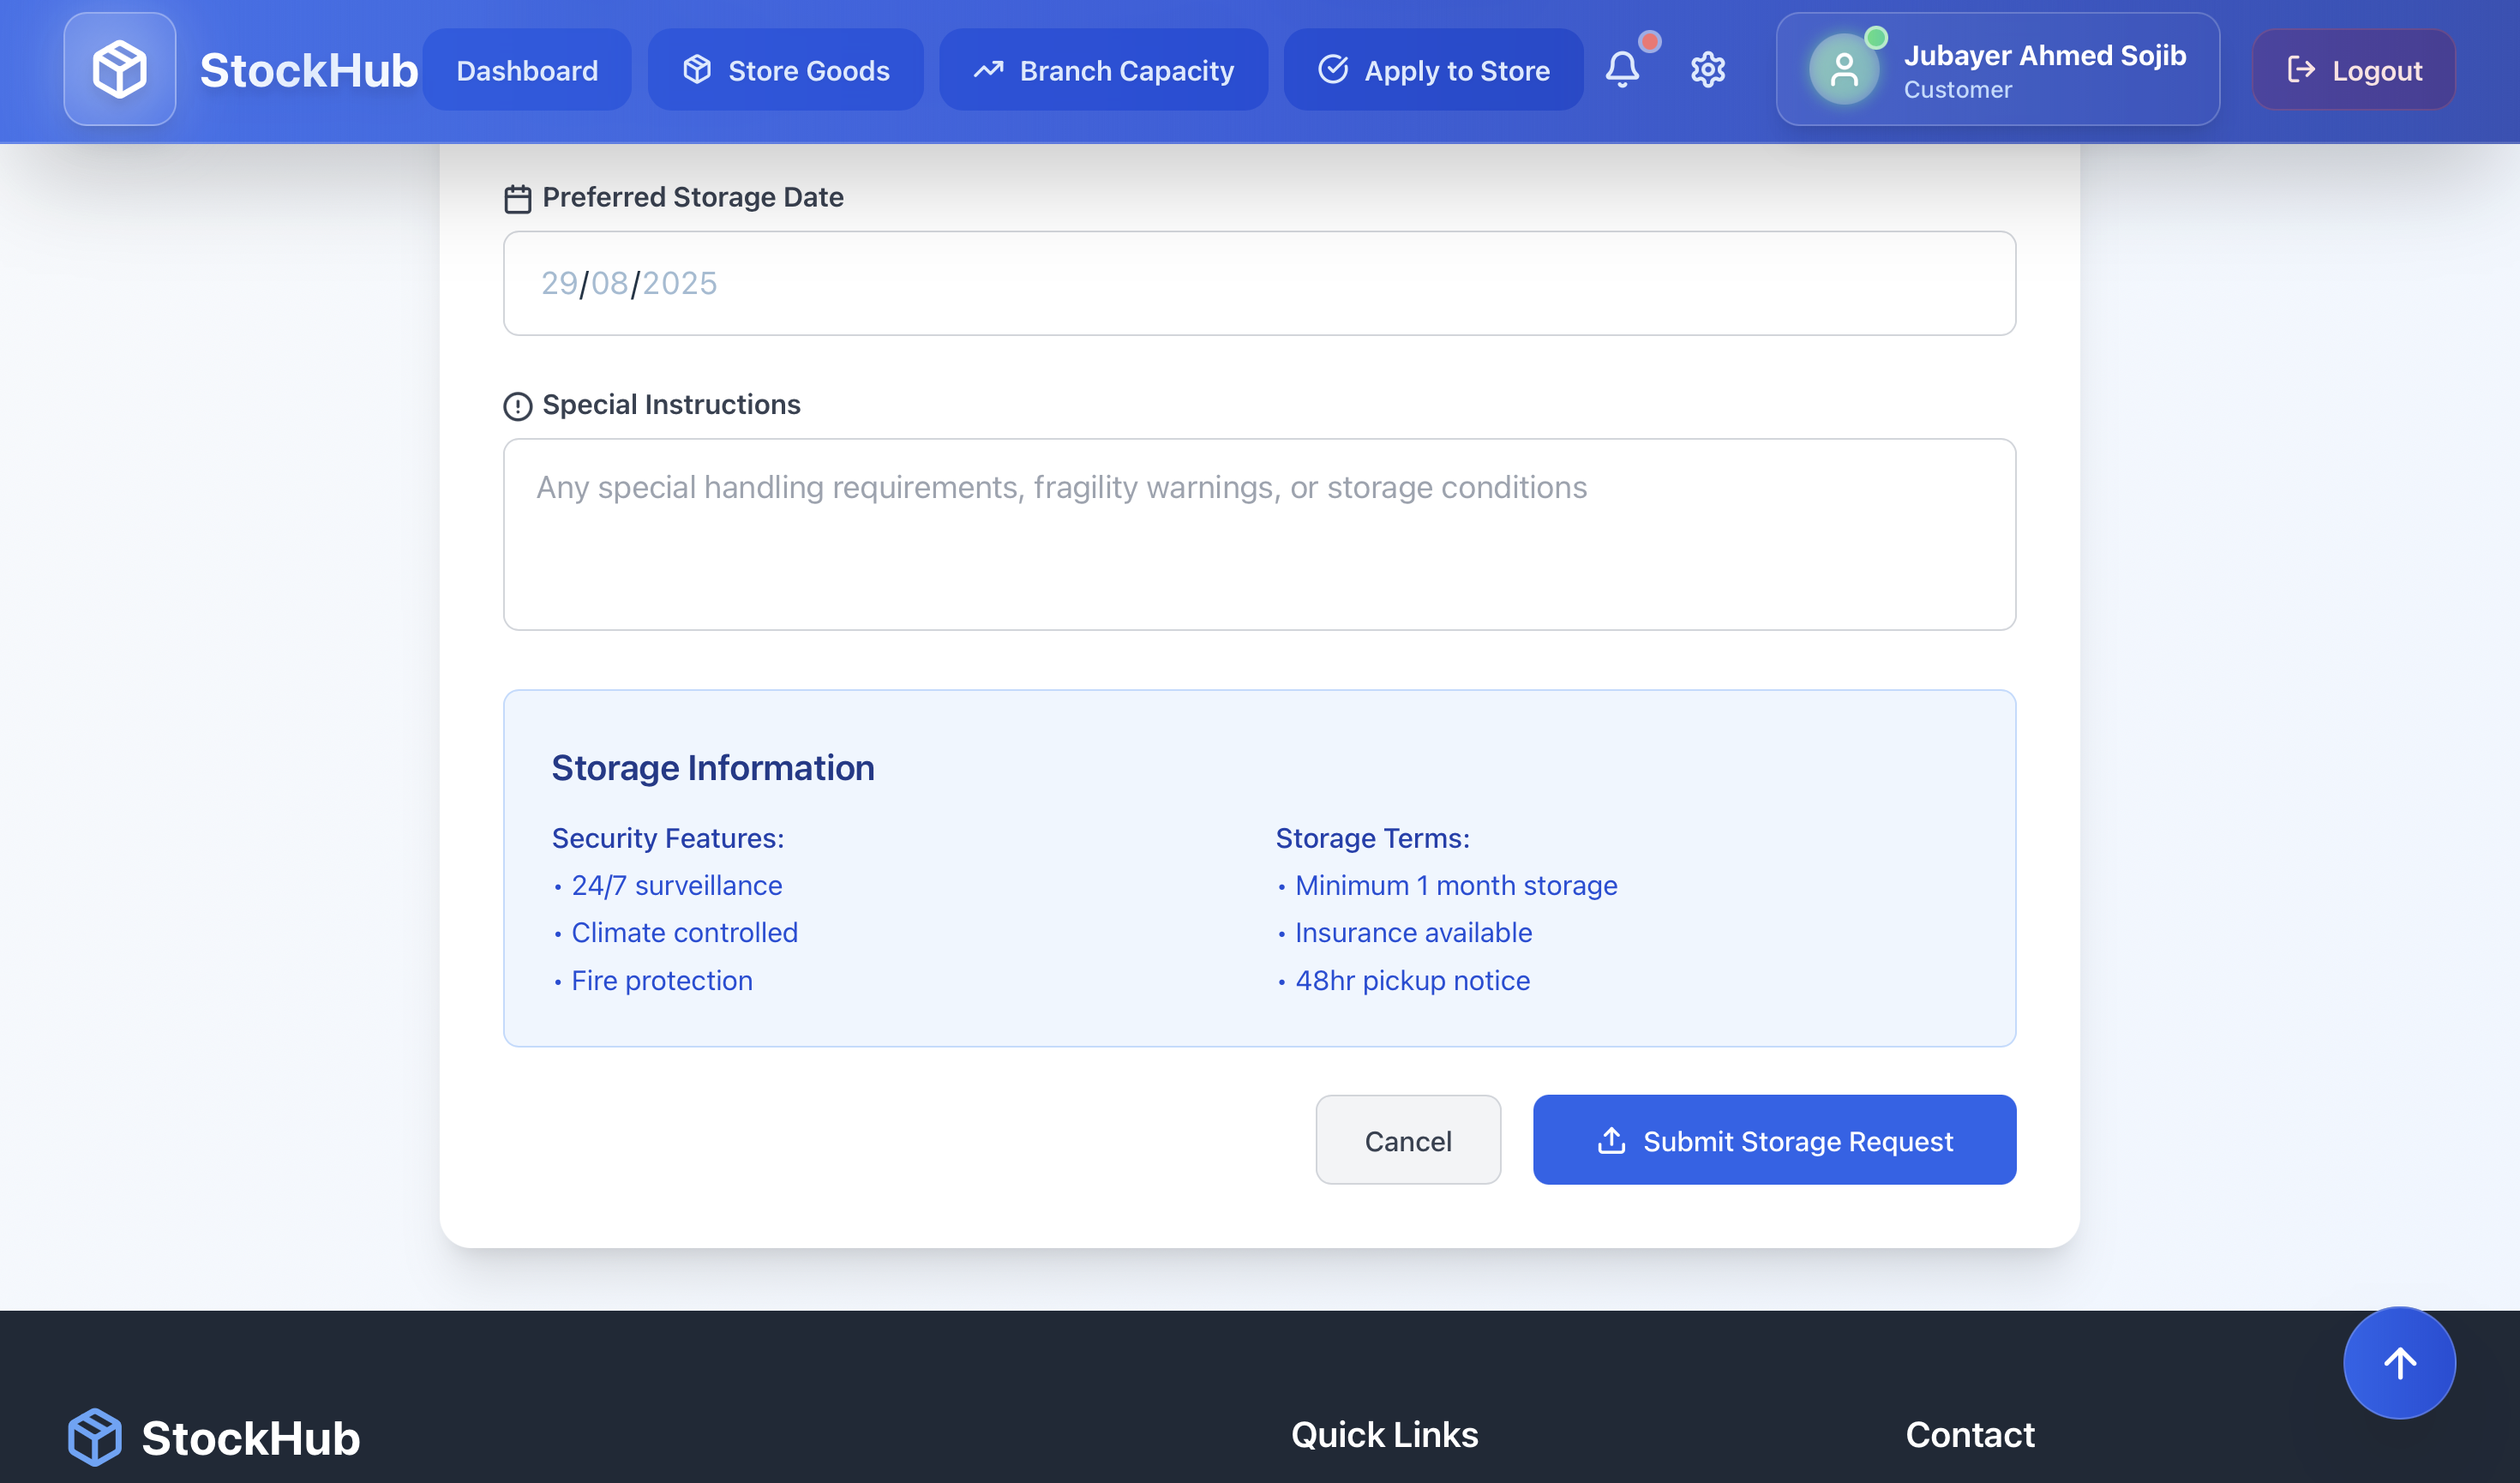 StockHub
Dashboard
Store Goods
Branch Capacity
Apply to Store
Jubayer Ahmed Sojib
Customer
Logout
Preferred Storage Date
29/08/2025
Special Instructions
Any special handling requirements, fragility warnings, or storage conditions
Storage Information
Security Features:
• 24/7 surveillance
• Climate controlled
• Fire protection
Storage Terms:
• Minimum 1 month storage
• Insurance available
• 48hr pickup notice
Cancel
Submit Storage Request
StockHub
Quick Links
Contact